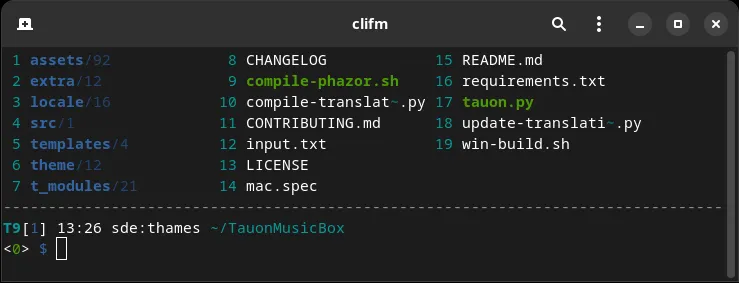 clifm
1 assets/92 8 CHANGELOG 15 README.md
2 extra/12 9 compile-phazor.sh 16 requirements.txt
3 locale/16 10 compile-translat~.py 17 tauon.py
4 src/1 11 CONTRIBUTING.md 18 update-translati~.py
5 templates/4 12 input.txt 19 win-build.sh
6 theme/12 13 LICENSE
7 t_modules/21 14 mac.spec
--------------------------------------------------------------------------------
T9[1] 13:26 sde:thames ~/TauonMusicBox
<0> $